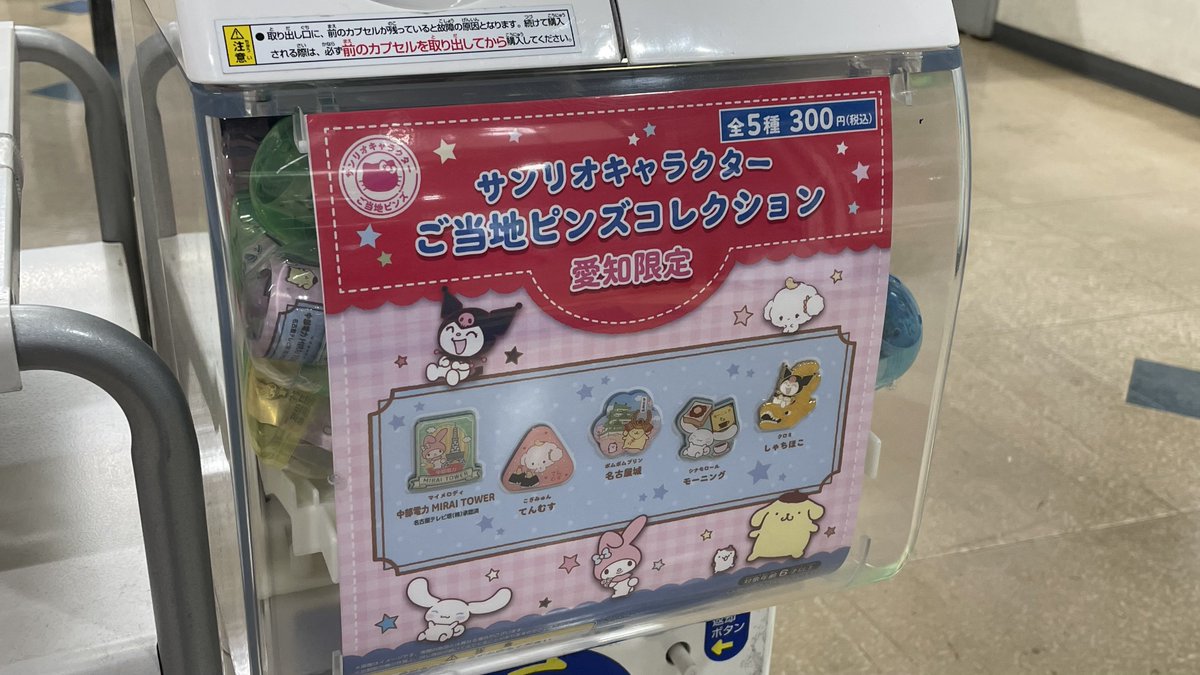 注意
●取り出し口に、前のカプセルが残っていると故障の原因となります。続けて購入
される際は、必ず前のカプセルを取り出してから購入してください。
全5種 300円(税込)
サンリオキャラクター
ご当地ピンズ
サンリオキャラクター
ご当地ピンズコレクション
愛知限定
MIRAI TOWER
マイメロディ
中部電力 MIRAI TOWER
こぎみゅん
てんむす
ポムポムプリン
名古屋城
シナモロール
モーニング
クロミ
しゃちほこ
対象年齢6才以上
ボタン